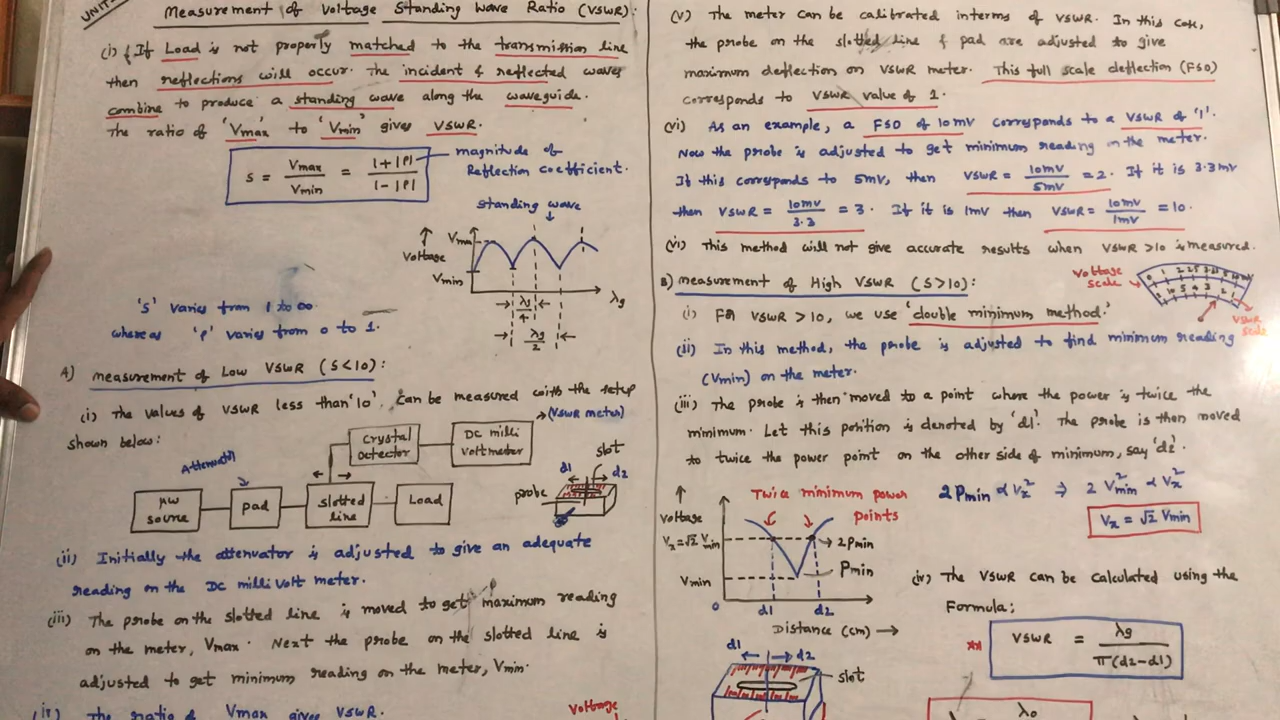 UNIT
Measurement of Voltage Standing Wave Ratio (VSWR):
(i) If Load is not properly matched to the transmission line
then reflections will occur. The incident & reflected waves
combine to produce a standing wave along the waveguide.
The ratio of 'Vmax' to 'Vmin' gives VSWR.
S = Vmax / Vmin = 1+|ρ| / 1-|ρ|
magnitude of
Reflection coefficient.
standing wave
Voltage
Vmax
Vmin
λg
λg/4
λg/2
'S' varies from 1 to ∞
whereas 'ρ' varies from 0 to 1.
A) measurement of Low VSWR (S<10):
(i) The values of VSWR less than '10', can be measured with the setup
shown below:
(VSWR meter)
Crystal
Detector
DC milli
Voltmeter
Attenuator
μw
source
pad
slotted
line
Load
slot
d1
d2
probe
(ii) Initially the attenuator is adjusted to give an adequate
reading on the DC millivolt meter.
(iii) The probe on the slotted line is moved to get maximum reading
on the meter, Vmax. Next the probe on the slotted line is
adjusted to get minimum reading on the meter, Vmin.
(iv) The ratio of Vmax gives VSWR.
Voltage
(v) The meter can be calibrated interms of VSWR. In this case,
the probe on the slotted line & pad are adjusted to give
maximum deflection on VSWR meter. This full scale deflection (FSD)
corresponds to VSWR value of 1.
(vi) As an example, a FSD of 10mV corresponds to a VSWR of '1'.
Now the probe is adjusted to get minimum reading on the meter.
If this corresponds to 5mV, then VSWR = 10mV / 5mV = 2. If it is 3.3mV
then VSWR = 10mV / 3.3 = 3. If it is 1mV then VSWR = 10mV / 1mV = 10.
(vi) This method will not give accurate results when VSWR >10 is measured.
Voltage
scale
VSWR
scale
B) measurement of High VSWR (S>10):
(i) For VSWR >10, we use 'double minimum method'.
(ii) In this method, the probe is adjusted to find minimum reading
(Vmin) on the meter.
(iii) The probe is then moved to a point where the power is twice the
minimum. Let this position is denoted by 'd1'. The probe is then moved
to twice the power point on the other side of minimum, say 'd2'.
2Pmin ∝ Vx² ⇒ 2 Vmin² ∝ Vx²
Vx = √2 Vmin
Twice minimum power
points
Voltage
Vx=√2 Vmin
2Pmin
Pmin
Vmin
0
d1
d2
Distance (cm)
(iv) The VSWR can be calculated using the
Formula:
VSWR = λg / π(d2-d1)
d1
d2
slot
λ0